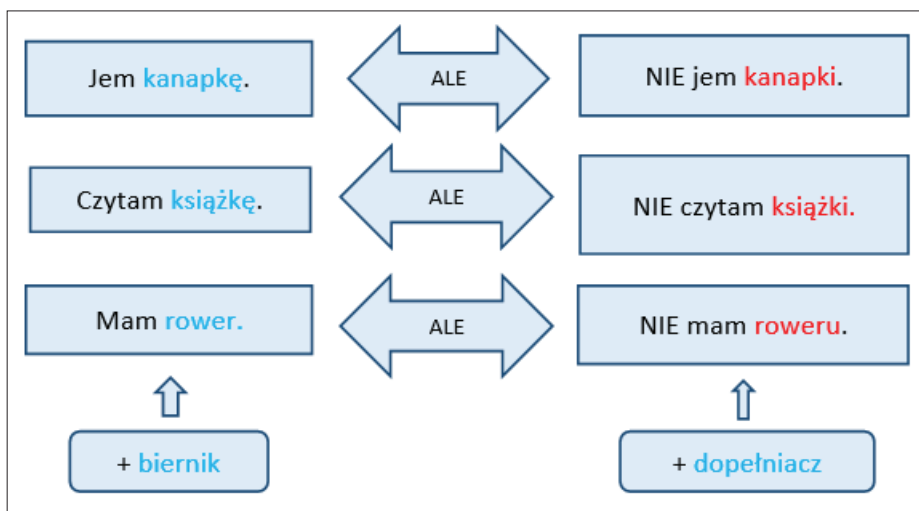 Jem kanapkę.
ALE
NIE jem kanapki.
Czytam książkę.
ALE
NIE czytam książki.
Mam rower.
ALE
NIE mam roweru.
+ biernik
+ dopełniacz